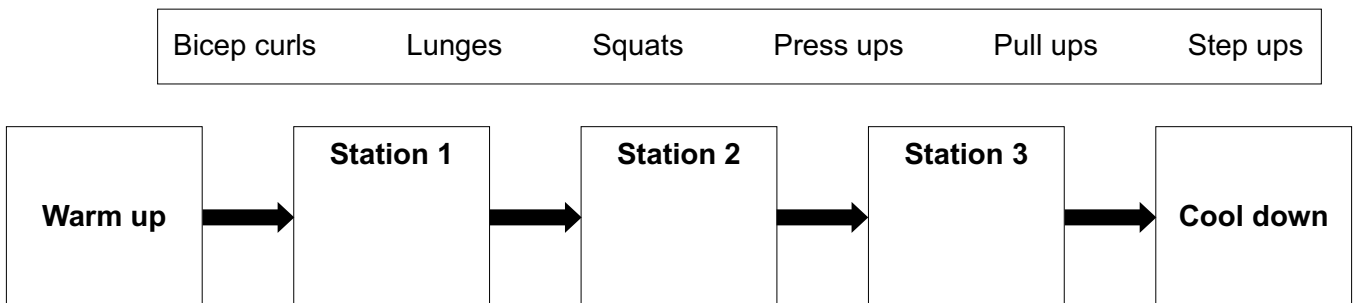 Bicep curls Lunges Squats Press ups Pull ups Step ups
Warm up
Station 1
Station 2
Station 3
Cool down